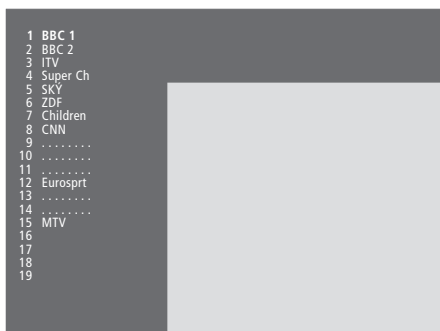 1 BBC 1
2 BBC 2
3 ITV
4 Super Ch
5 SKY
6 ZDF
7 Children
8 CNN
9 ........
10 ........
11 ........
12 Eurosprt
13 ........
14 ........
15 MTV
16
17
18
19